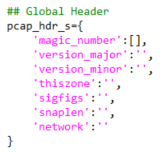 ## Global Header
pcap_hdr_s={
    'magic_number':[],
    'version_major':'',
    'version_minor':'',
    'thiszone':'',
    'sigfigs':'',
    'snaplen':'',
    'network':''
}